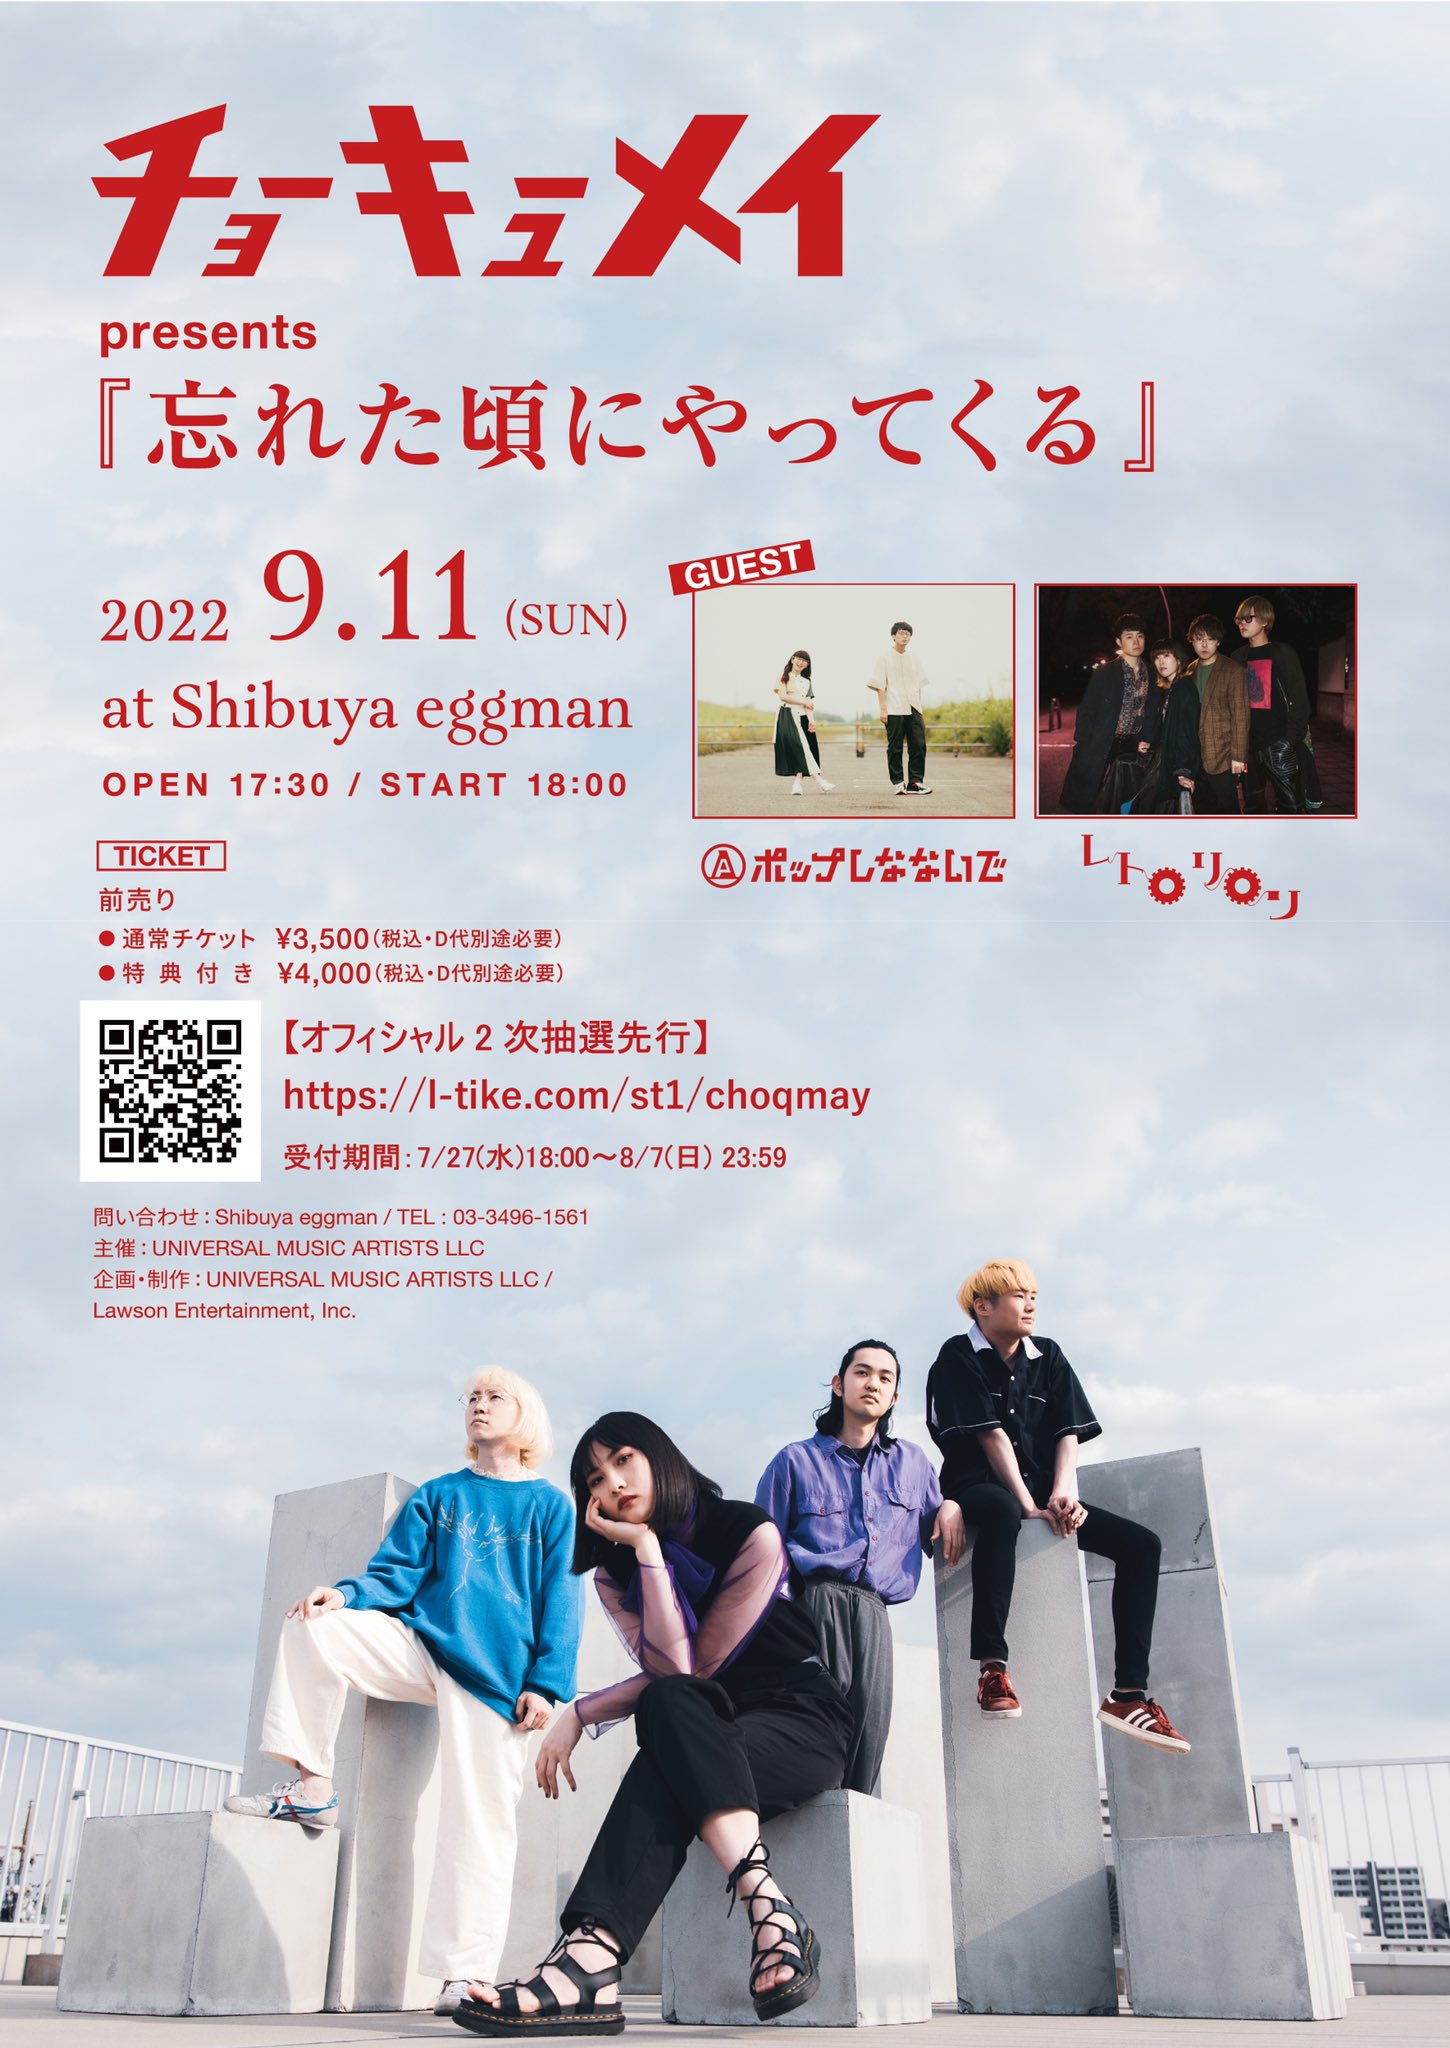 チョーキューメイ
presents
『忘れた頃にやってくる』
2022 9.11 (SUN)
at Shibuya eggman
OPEN 17:30 / START 18:00
GUEST
Ⓐポップしなないで
レトロリロン
TICKET
前売り
●通常チケット ¥3,500(税込・D代別途必要)
●特典付き ¥4,000(税込・D代別途必要)
【オフィシャル 2 次抽選先行】
https://l-tike.com/st1/choqmay
受付期間:7/27(水)18:00〜8/7(日) 23:59
問い合わせ:Shibuya eggman / TEL : 03-3496-1561
主催:UNIVERSAL MUSIC ARTISTS LLC
企画・制作:UNIVERSAL MUSIC ARTISTS LLC /
Lawson Entertainment, Inc.